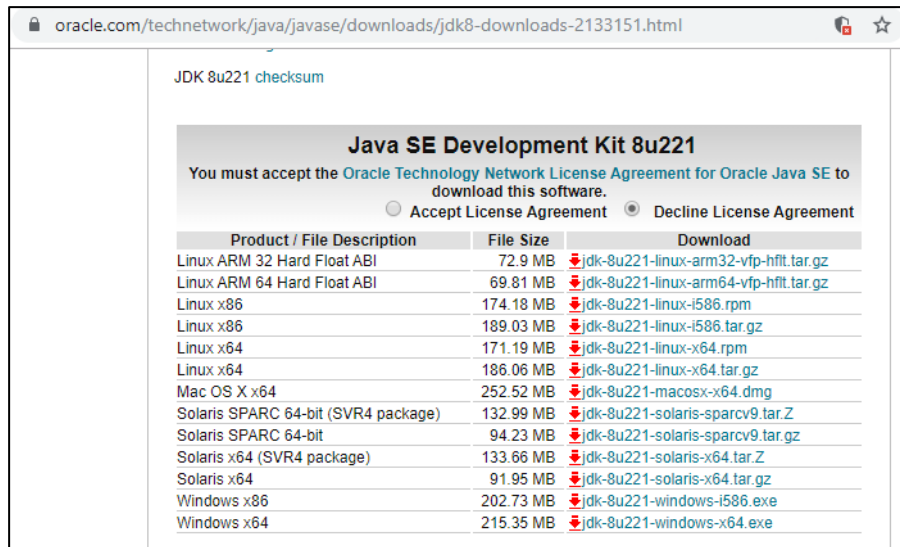 oracle.com/technetwork/java/javase/downloads/jdk8-downloads-2133151.html
JDK 8u221 checksum
Java SE Development Kit 8u221
You must accept the Oracle Technology Network License Agreement for Oracle Java SE to
download this software.
Accept License Agreement Decline License Agreement
Product / File Description File Size Download
Linux ARM 32 Hard Float ABI 72.9 MB jdk-8u221-linux-arm32-vfp-hflt.tar.gz
Linux ARM 64 Hard Float ABI 69.81 MB jdk-8u221-linux-arm64-vfp-hflt.tar.gz
Linux x86 174.18 MB jdk-8u221-linux-i586.rpm
Linux x86 189.03 MB jdk-8u221-linux-i586.tar.gz
Linux x64 171.19 MB jdk-8u221-linux-x64.rpm
Linux x64 186.06 MB jdk-8u221-linux-x64.tar.gz
Mac OS X x64 252.52 MB jdk-8u221-macosx-x64.dmg
Solaris SPARC 64-bit (SVR4 package) 132.99 MB jdk-8u221-solaris-sparcv9.tar.Z
Solaris SPARC 64-bit 94.23 MB jdk-8u221-solaris-sparcv9.tar.gz
Solaris x64 (SVR4 package) 133.66 MB jdk-8u221-solaris-x64.tar.Z
Solaris x64 91.95 MB jdk-8u221-solaris-x64.tar.gz
Windows x86 202.73 MB jdk-8u221-windows-i586.exe
Windows x64 215.35 MB jdk-8u221-windows-x64.exe